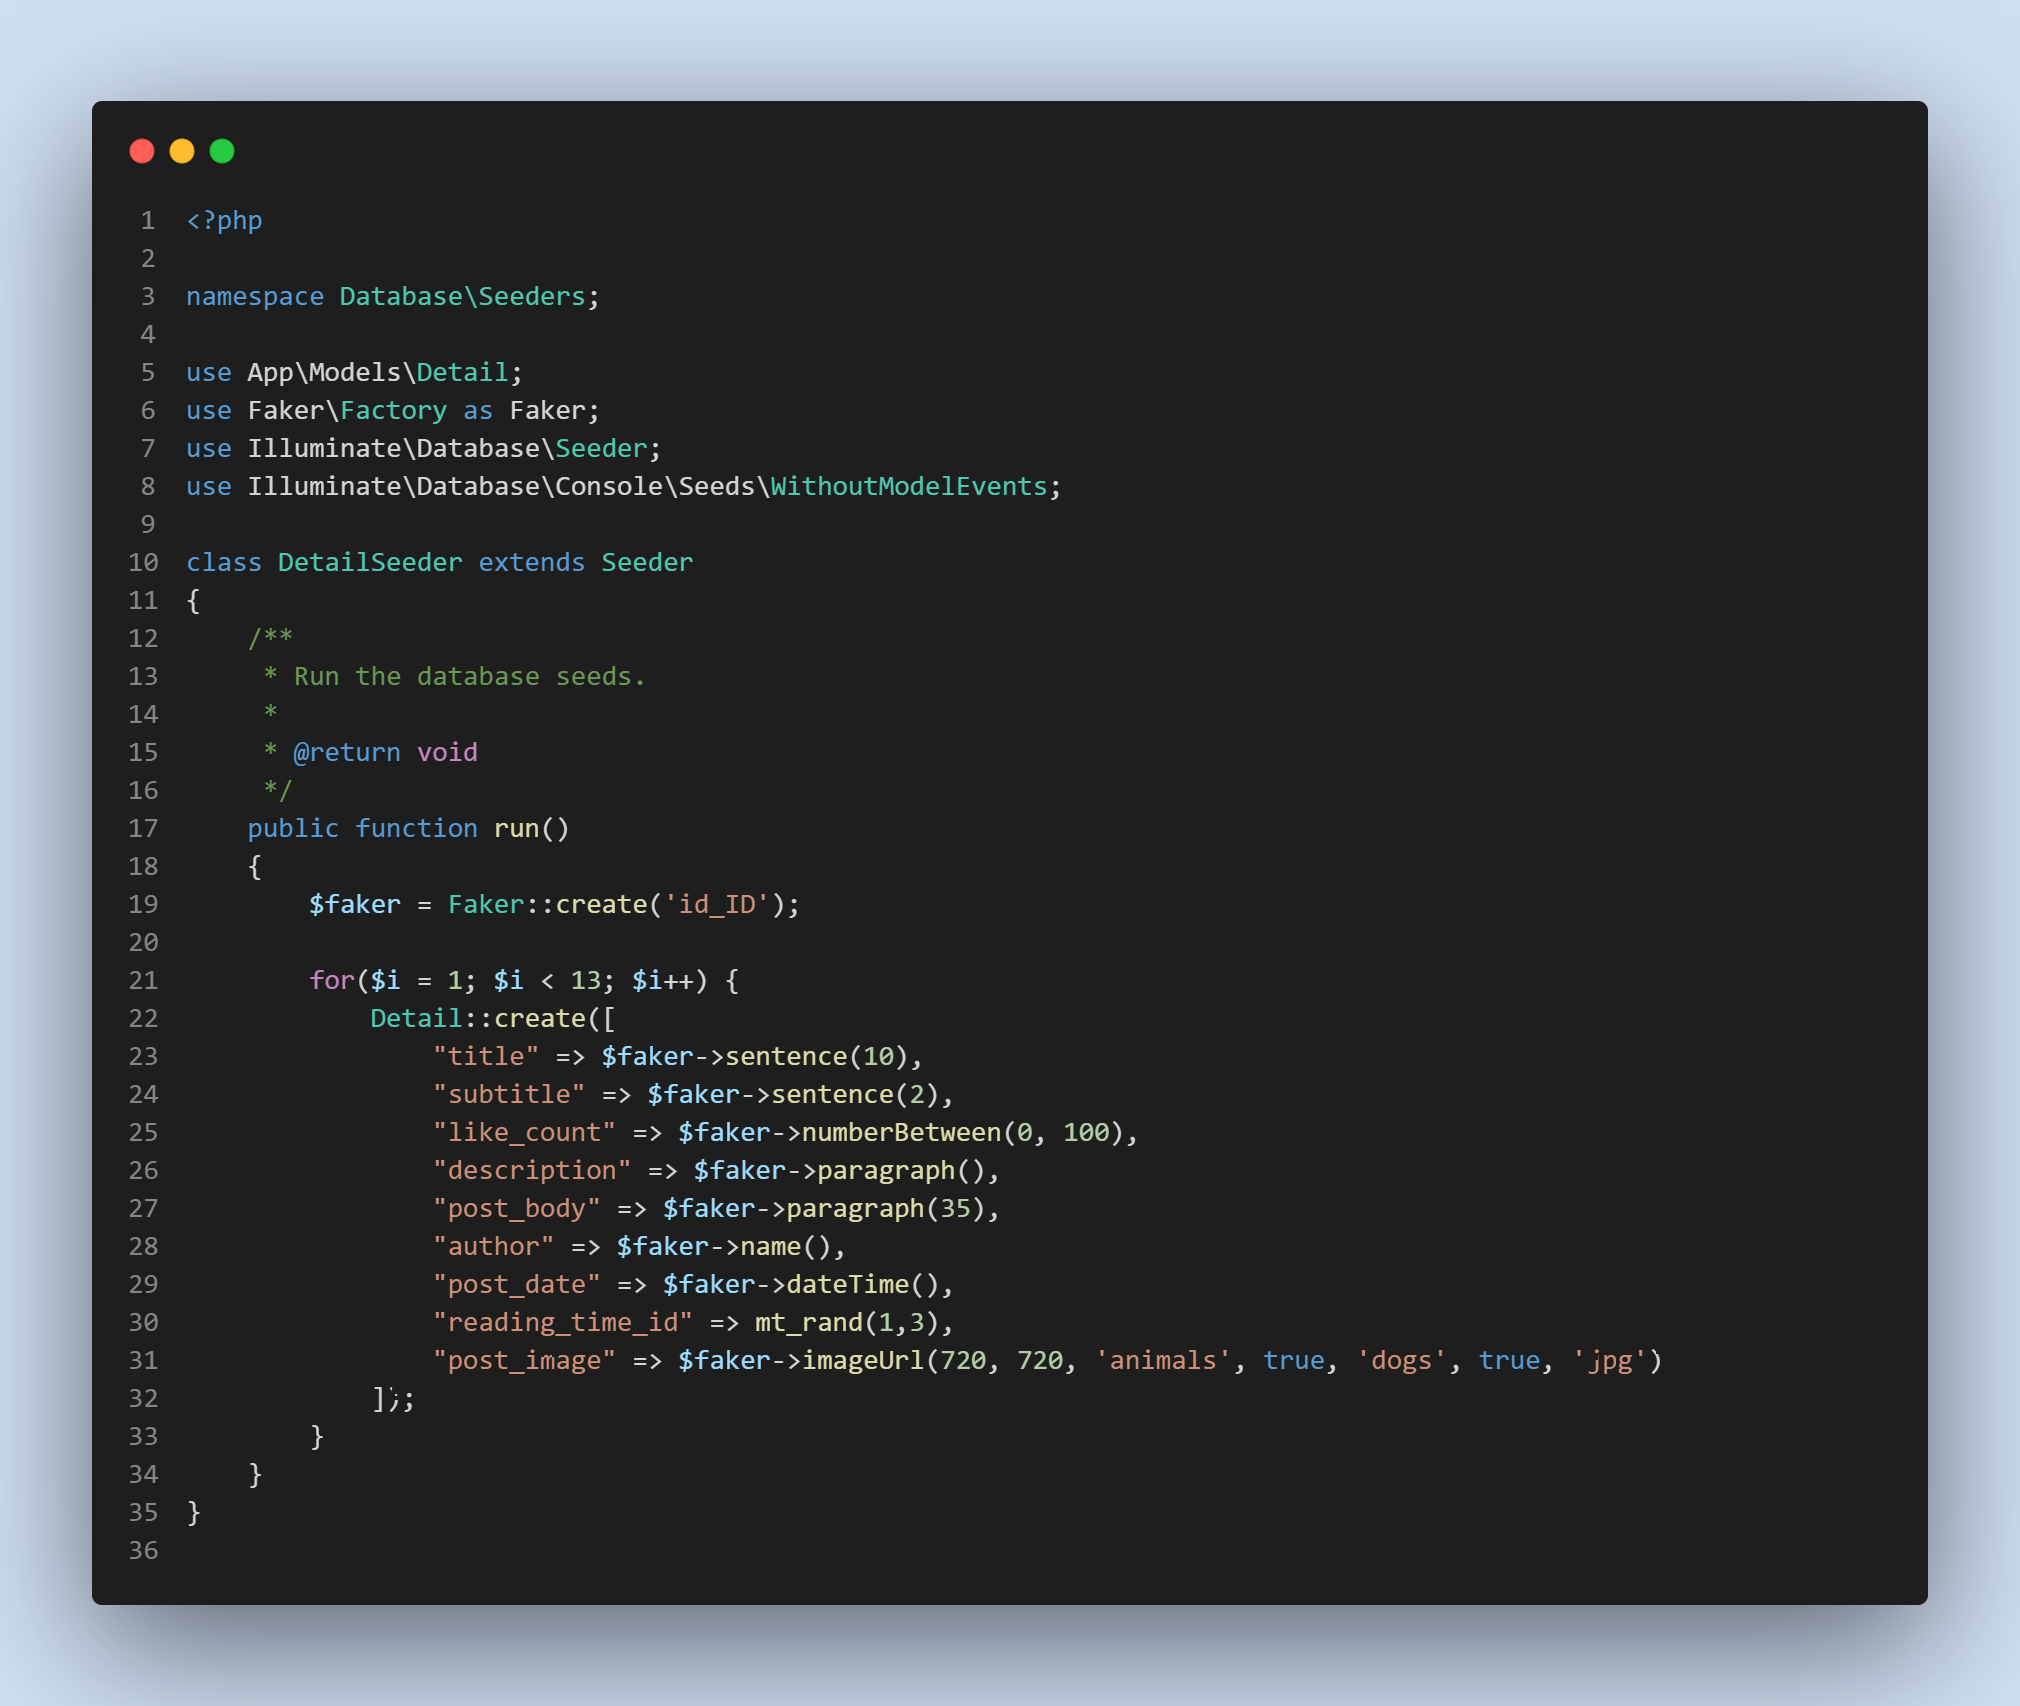 1 <?php
2
3 namespace Database\Seeders;
4
5 use App\Models\Detail;
6 use Faker\Factory as Faker;
7 use Illuminate\Database\Seeder;
8 use Illuminate\Database\Console\Seeds\WithoutModelEvents;
9
10 class DetailSeeder extends Seeder
11 {
12     /**
13      * Run the database seeds.
14      *
15      * @return void
16      */
17     public function run()
18     {
19         $faker = Faker::create('id_ID');
20
21         for($i = 1; $i < 13; $i++) {
22             Detail::create([
23                 "title" => $faker->sentence(10),
24                 "subtitle" => $faker->sentence(2),
25                 "like_count" => $faker->numberBetween(0, 100),
26                 "description" => $faker->paragraph(),
27                 "post_body" => $faker->paragraph(35),
28                 "author" => $faker->name(),
29                 "post_date" => $faker->dateTime(),
30                 "reading_time_id" => mt_rand(1,3),
31                 "post_image" => $faker->imageUrl(720, 720, 'animals', true, 'dogs', true, 'jpg')
32             ]);
33         }
34     }
35 }
36